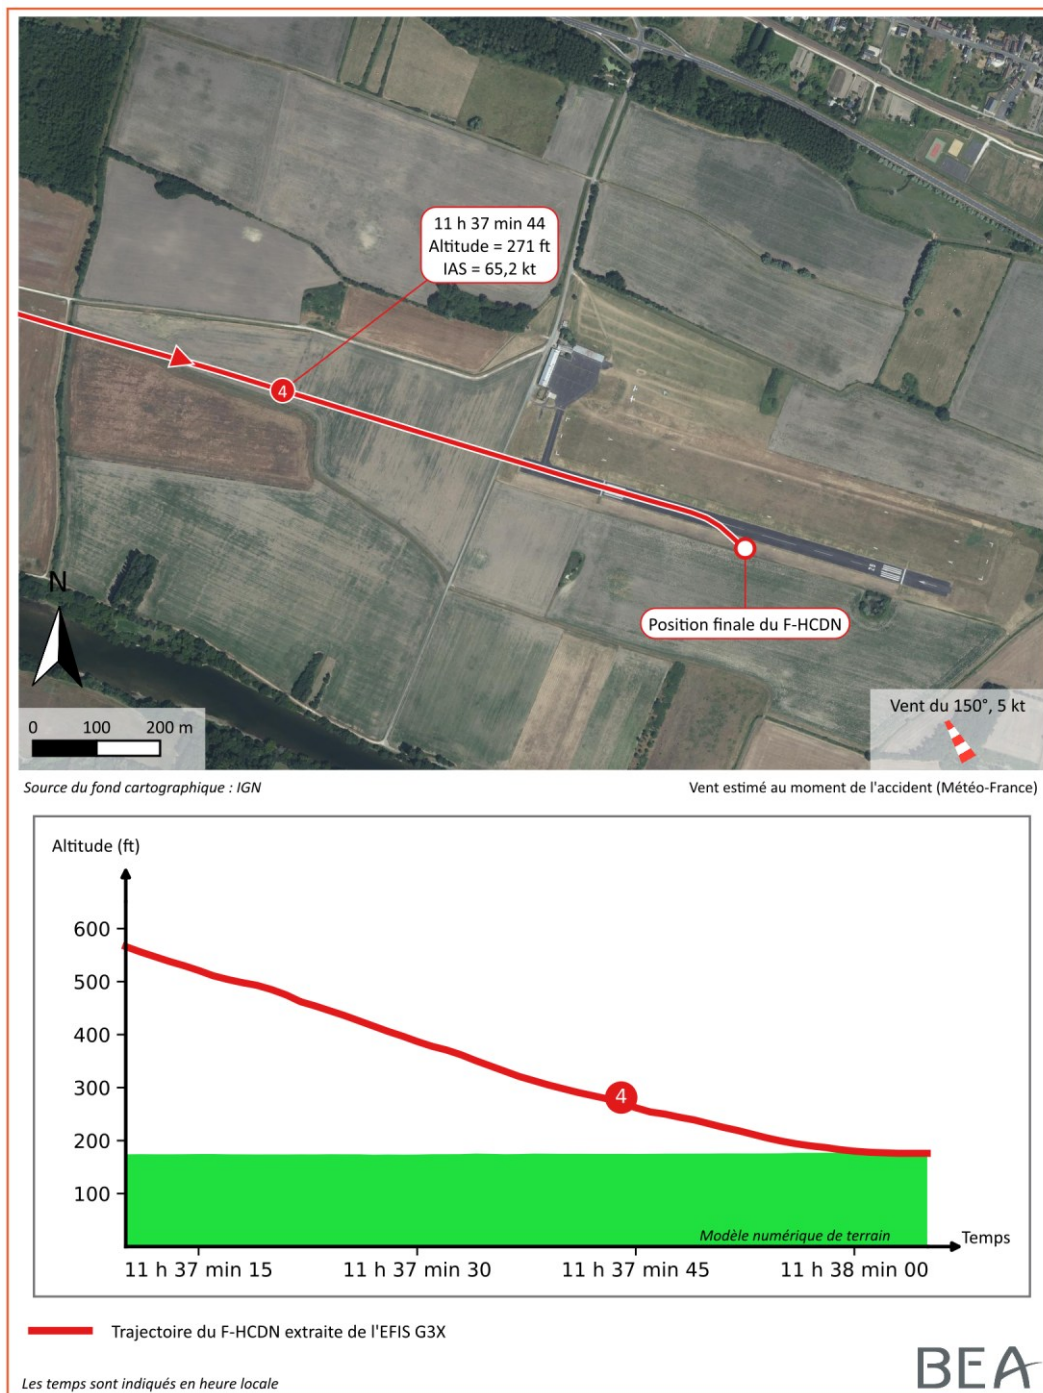 11 h 37 min 44
Altitude = 271 ft
IAS = 65,2 kt
4
N
Position finale du F-HCDN
29
0 100 200 m
Vent du 150°, 5 kt
Source du fond cartographique : IGN
Vent estimé au moment de l'accident (Météo-France)
Altitude (ft)
600
500
400
300
4
200
100
Modèle numérique de terrain
Temps
11 h 37 min 15 11 h 37 min 30 11 h 37 min 45 11 h 38 min 00
Trajectoire du F-HCDN extraite de l'EFIS G3X
BEA
Les temps sont indiqués en heure locale